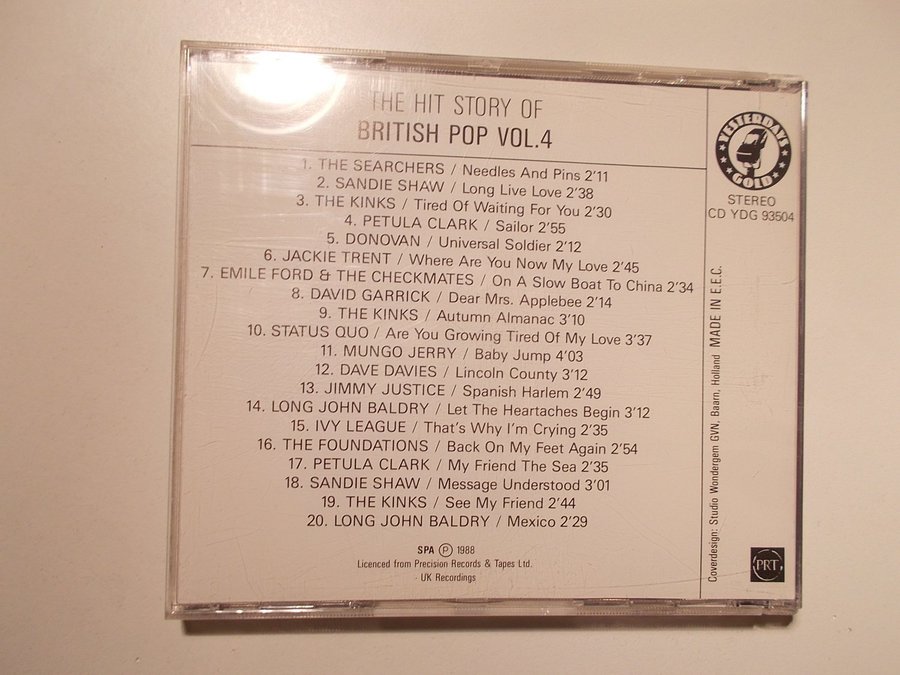 THE HIT STORY OF
BRITISH POP VOL.4
1. THE SEARCHERS / Needles And Pins 2'11
2. SANDIE SHAW / Long Live Love 2'38
3. THE KINKS / Tired Of Waiting For You 2'30
4. PETULA CLARK / Sailor 2'55
5. DONOVAN / Universal Soldier 2'12
6. JACKIE TRENT / Where Are You Now My Love 2'45
7. EMILE FORD & THE CHECKMATES / On A Slow Boat To China 2'34
8. DAVID GARRICK / Dear Mrs. Applebee 2'14
9. THE KINKS / Autumn Almanac 3'10
10. STATUS QUO / Are You Growing Tired Of My Love 3'37
11. MUNGO JERRY / Baby Jump 4'03
12. DAVE DAVIES / Lincoln County 3'12
13. JIMMY JUSTICE / Spanish Harlem 2'49
14. LONG JOHN BALDRY / Let The Heartaches Begin 3'12
15. IVY LEAGUE / That's Why I'm Crying 2'35
16. THE FOUNDATIONS / Back On My Feet Again 2'54
17. PETULA CLARK / My Friend The Sea 2'35
18. SANDIE SHAW / Message Understood 3'01
19. THE KINKS / See My Friend 2'44
20. LONG JOHN BALDRY / Mexico 2'29
SPA ℗ 1988
Licenced from Precision Records & Tapes Ltd.
UK Recordings
YESTERDAYS
GOLD
STEREO
CD YDG 93504
Coverdesign: Studio Wondergem GVN, Baarn, Holland MADE IN E.E.C.
PRT